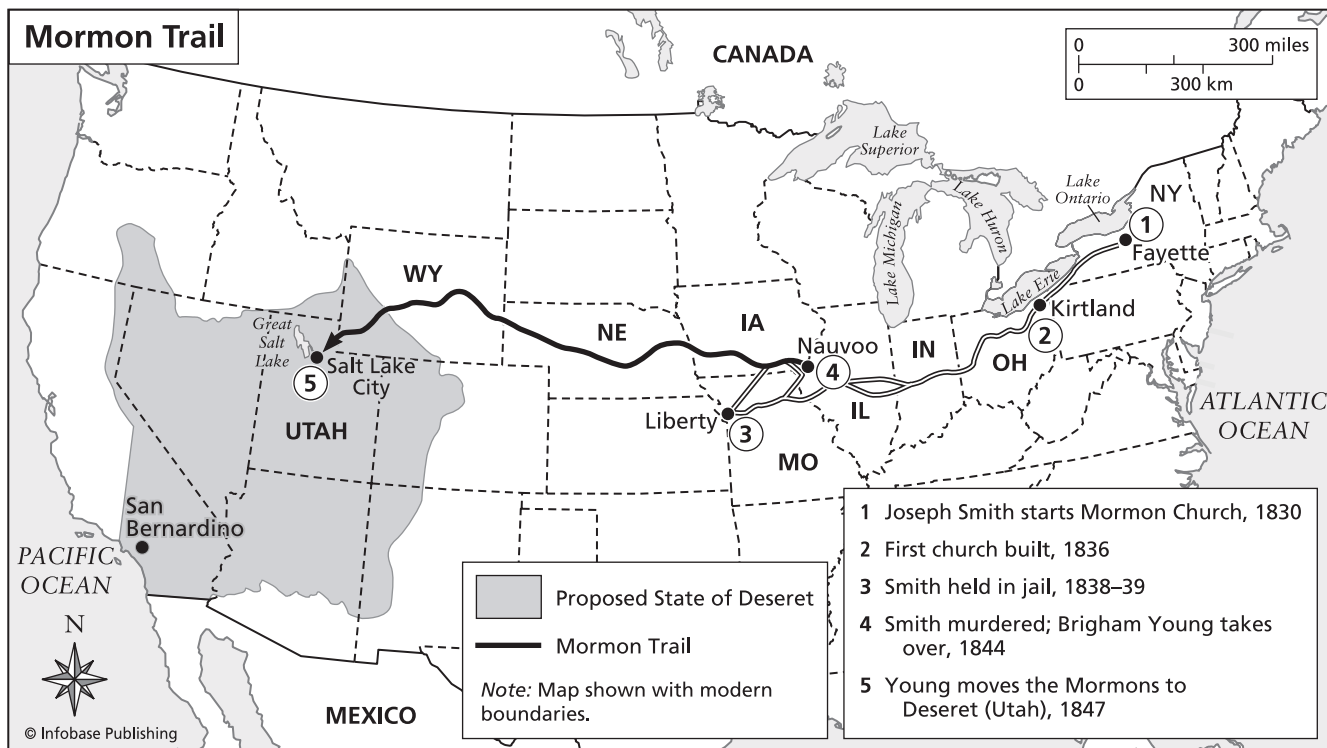 Mormon Trail
CANADA
0 300 miles
0 300 km
Lake
Superior
Lake Michigan
Lake Huron
Lake
Ontario
Lake Erie
NY
1
Fayette
Kirtland
2
OH
IN
IL
IA
Nauvoo
4
Liberty
3
MO
NE
WY
Great
Salt
Lake
5
Salt Lake
City
UTAH
San
Bernardino
PACIFIC
OCEAN
ATLANTIC
OCEAN
N
MEXICO
© Infobase Publishing
Proposed State of Deseret
Mormon Trail
Note: Map shown with modern
boundaries.
1 Joseph Smith starts Mormon Church, 1830
2 First church built, 1836
3 Smith held in jail, 1838–39
4 Smith murdered; Brigham Young takes
over, 1844
5 Young moves the Mormons to
Deseret (Utah), 1847